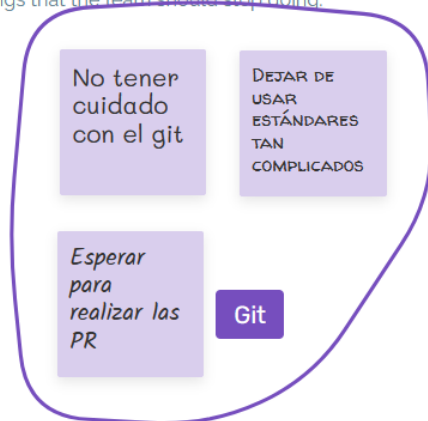 ngs that the team should stop doing.
No tener
cuidado
con el git
DEJAR DE
USAR
ESTÁNDARES
TAN
COMPLICADOS
Esperar
para
realizar las
PR
Git